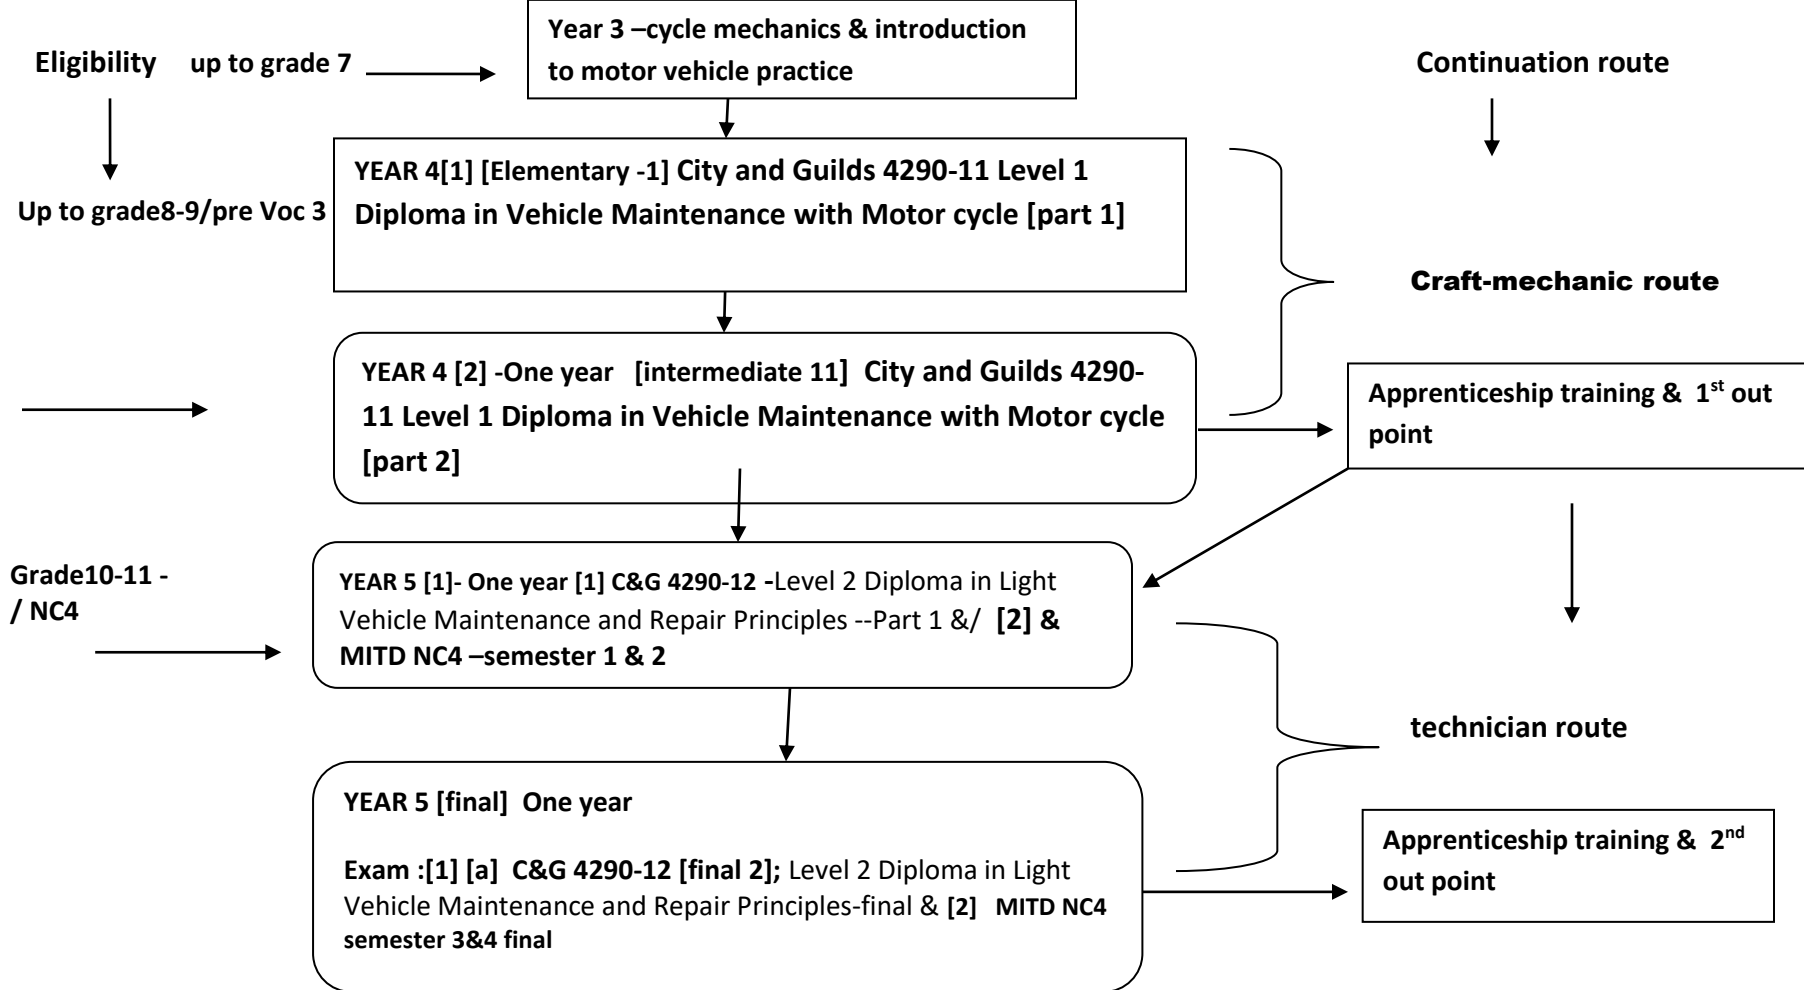 Year 3 –cycle mechanics & introduction
to motor vehicle practice
Eligibility up to grade 7
Continuation route
YEAR 4[1] [Elementary -1] City and Guilds 4290-11 Level 1
Diploma in Vehicle Maintenance with Motor cycle [part 1]
Up to grade8-9/pre Voc 3
Craft-mechanic route
YEAR 4 [2] -One year [intermediate 11] City and Guilds 4290-
11 Level 1 Diploma in Vehicle Maintenance with Motor cycle
[part 2]
Apprenticeship training & 1st out
point
Grade10-11 -
/ NC4
YEAR 5 [1]- One year [1] C&G 4290-12 -Level 2 Diploma in Light
Vehicle Maintenance and Repair Principles --Part 1 &/ [2] &
MITD NC4 –semester 1 & 2
technician route
YEAR 5 [final] One year
Exam :[1] [a] C&G 4290-12 [final 2]; Level 2 Diploma in Light
Vehicle Maintenance and Repair Principles-final & [2] MITD NC4
semester 3&4 final
Apprenticeship training & 2nd
out point